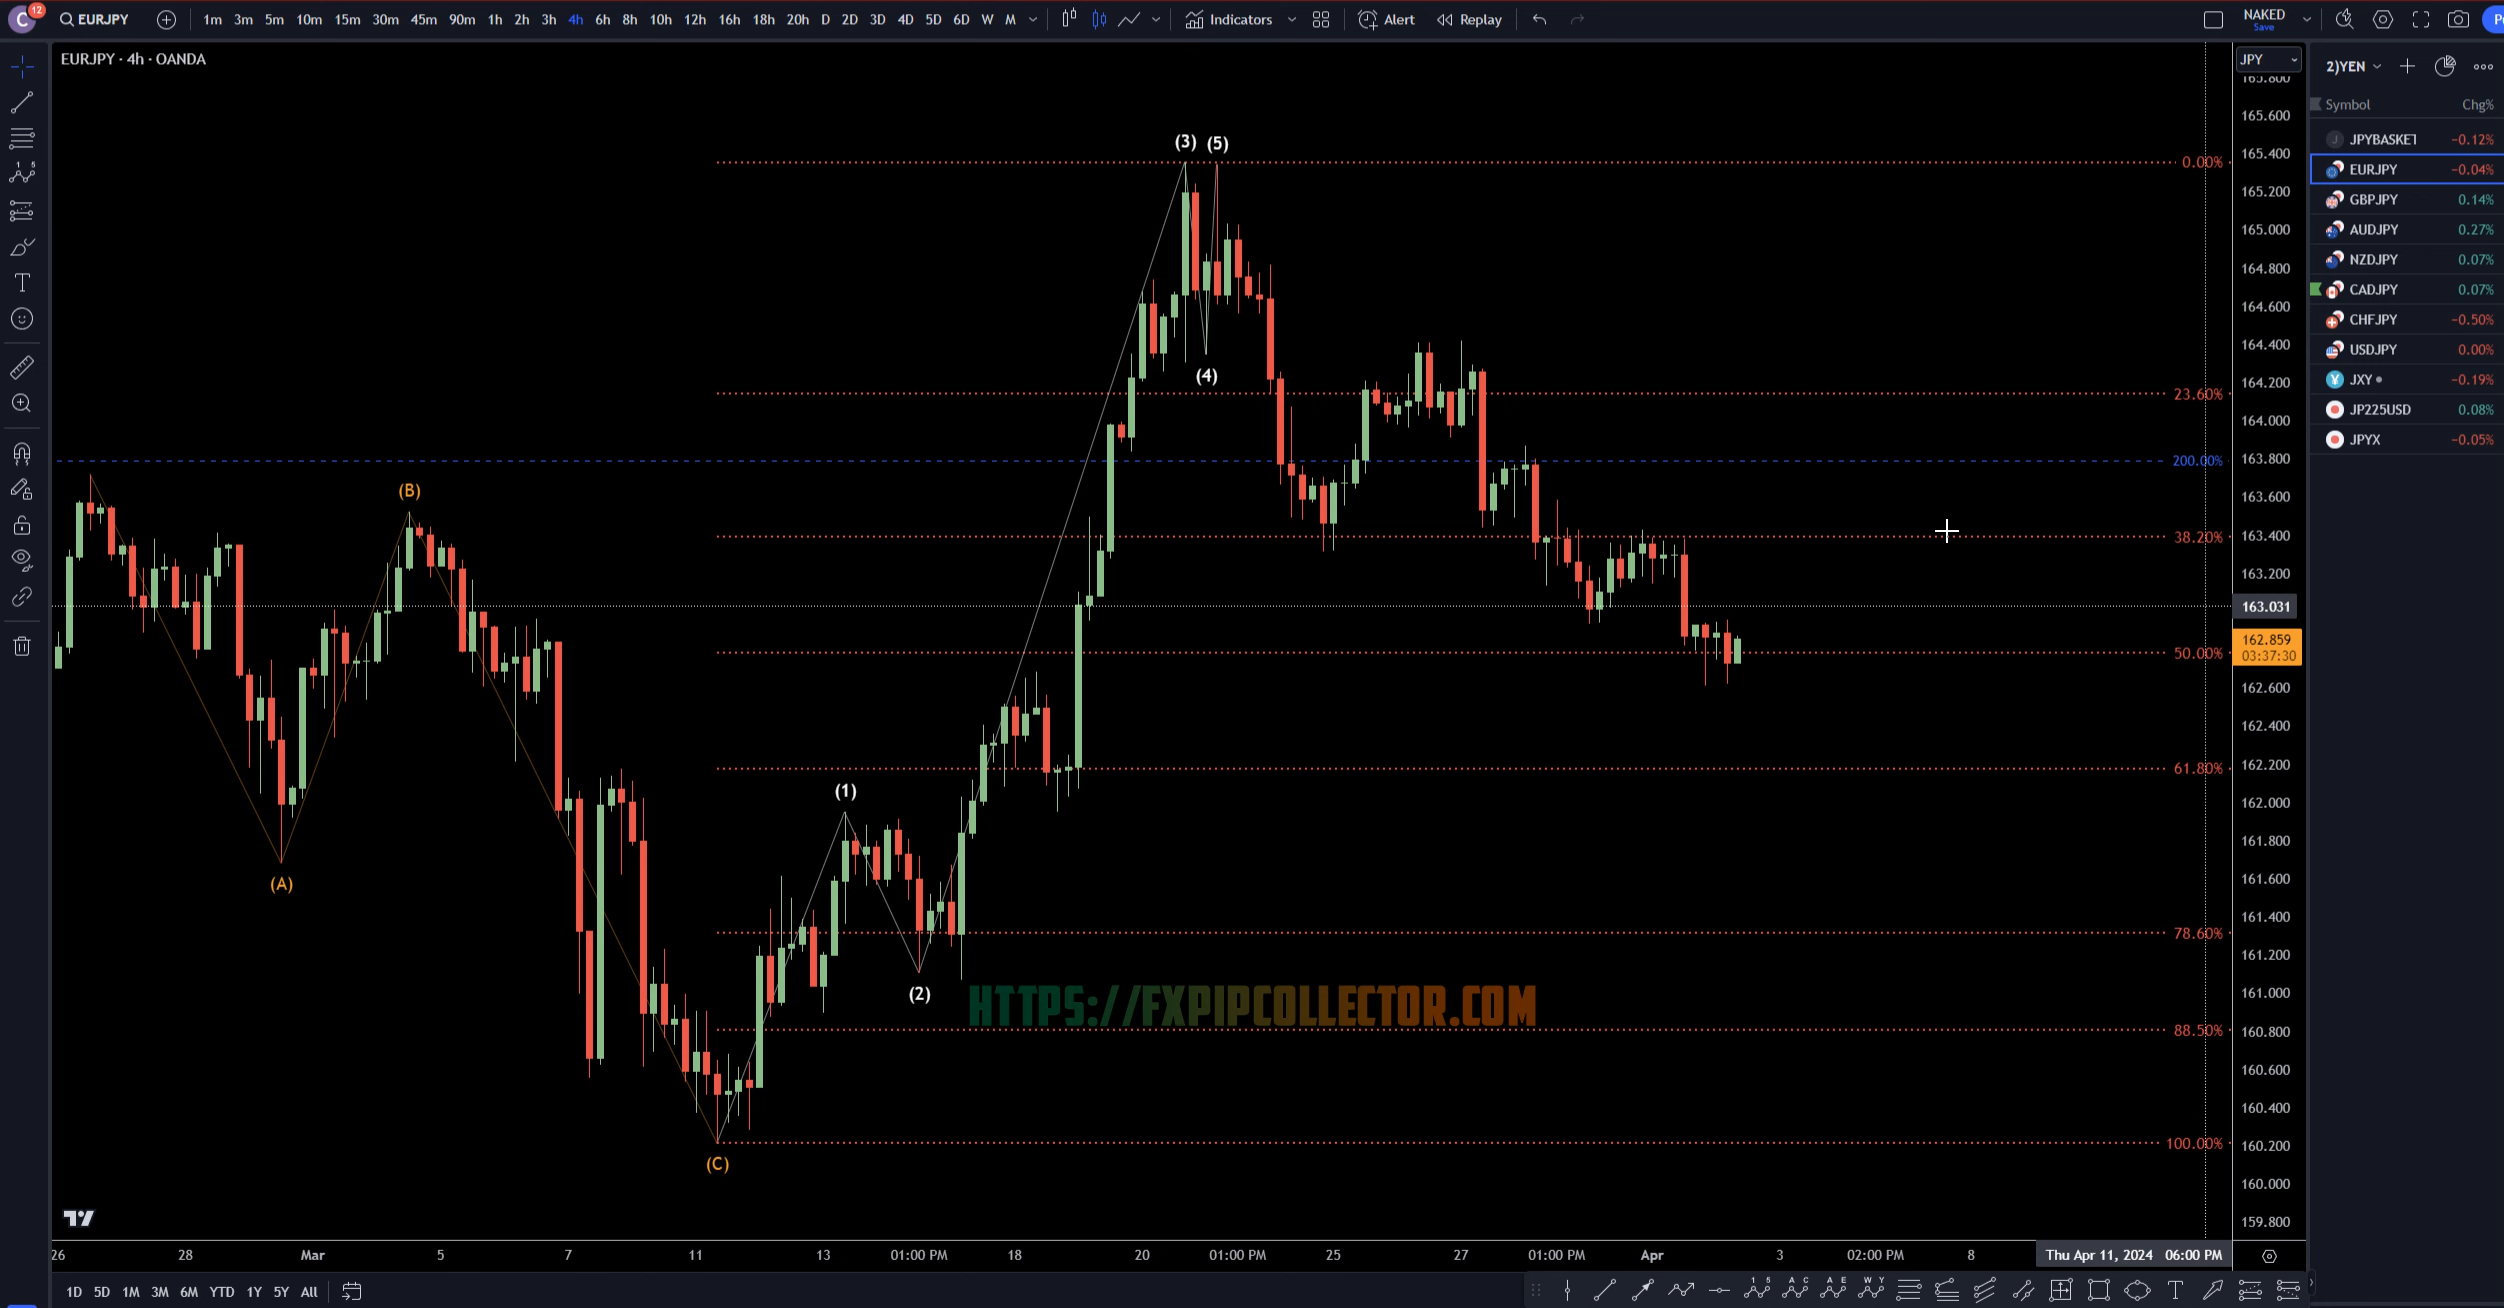 C 12 EURJPY 1m 3m 5m 10m 15m 30m 45m 90m 1h 2h 3h 4h 6h 8h 10h 12h 16h 18h 20h D 2D 3D 4D 5D 6D W M Indicators Alert Replay NAKED Save
EURJPY · 4h · OANDA
JPY
2)YEN
Symbol Chg%
JPYBASKET −0.12%
EURJPY −0.04%
GBPJPY 0.14%
AUDJPY 0.27%
NZDJPY 0.07%
CADJPY 0.07%
CHFJPY −0.50%
USDJPY 0.00%
JXY −0.19%
JP225USD 0.08%
JPYX −0.05%
165.800
165.600
165.400
165.200
165.000
164.800
164.600
164.400
164.200
164.000
163.800
163.600
163.400
163.200
163.031
162.859
03:37:30
162.600
162.400
162.200
162.000
161.800
161.600
161.400
161.200
161.000
160.800
160.600
160.400
160.200
160.000
159.800
(3) (5)
0.00%
(4)
23.60%
200.00%
(B)
38.20%
50.00%
61.80%
(1)
(A)
78.60%
(2)
HTTPS://FXPIPCOLLECTOR.COM
88.50%
100.00%
(C)
26 28 Mar 5 7 11 13 01:00 PM 18 20 01:00 PM 25 27 01:00 PM Apr 3 02:00 PM 8 Thu Apr 11, 2024 06:00 PM
1D 5D 1M 3M 6M YTD 1Y 5Y All